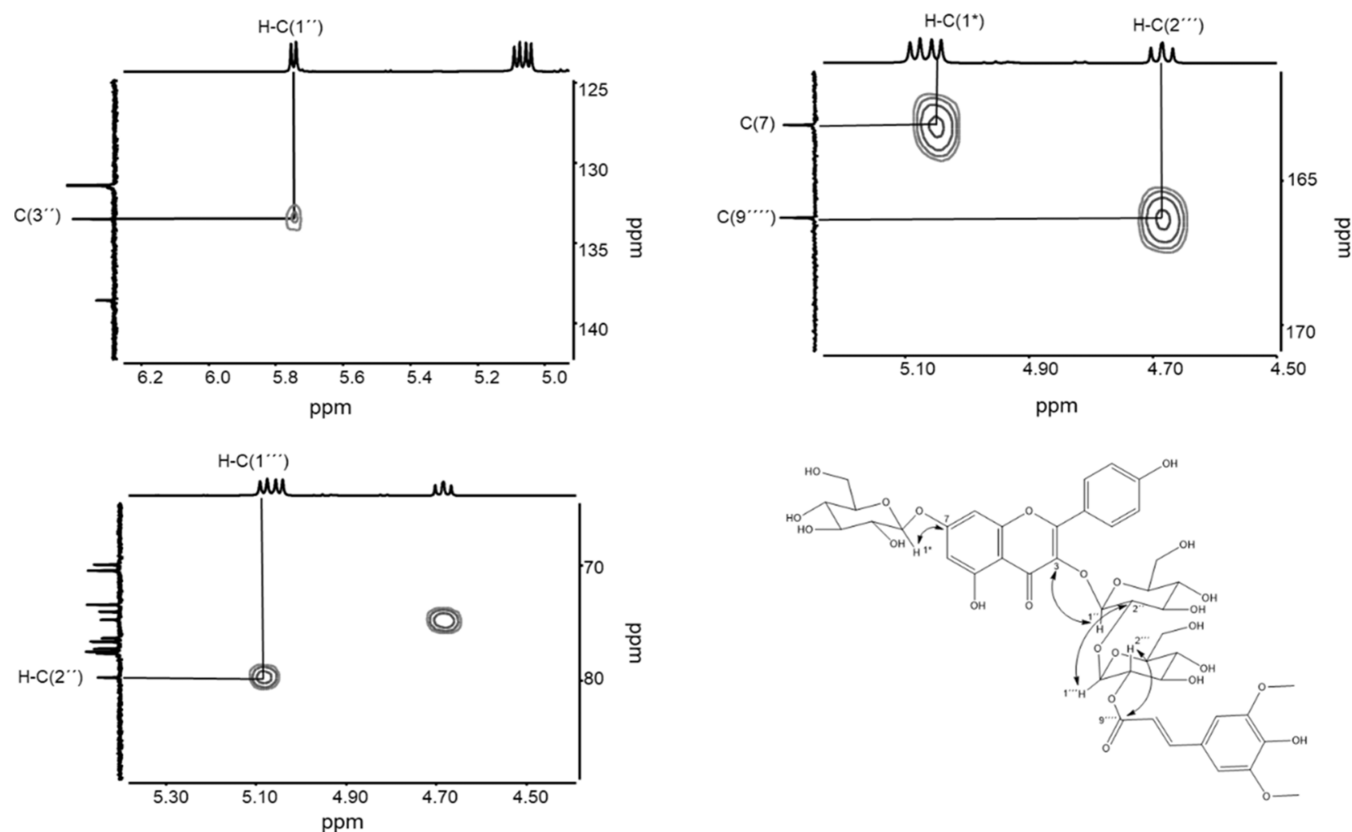 H-C(1´´)
C(3´´)
125
130
135
140
ppm
6.2 6.0 5.8 5.6 5.4 5.2 5.0
ppm
H-C(1*) H-C(2´´´)
C(7)
C(9´´´´)
165
170
ppm
5.10 4.90 4.70 4.50
ppm
H-C(1´´´)
H-C(2´´)
70
80
ppm
5.30 5.10 4.90 4.70 4.50
ppm
OH
HO
O
O
7
O
HO
HO
OH
H 1*
3
O
OH
O
OH
O
OH
HO
1´´
H
2´´
OH
2´´´
O
H
O
OH
OH
1´´´H
O
9´´´´
O
O
OH
O